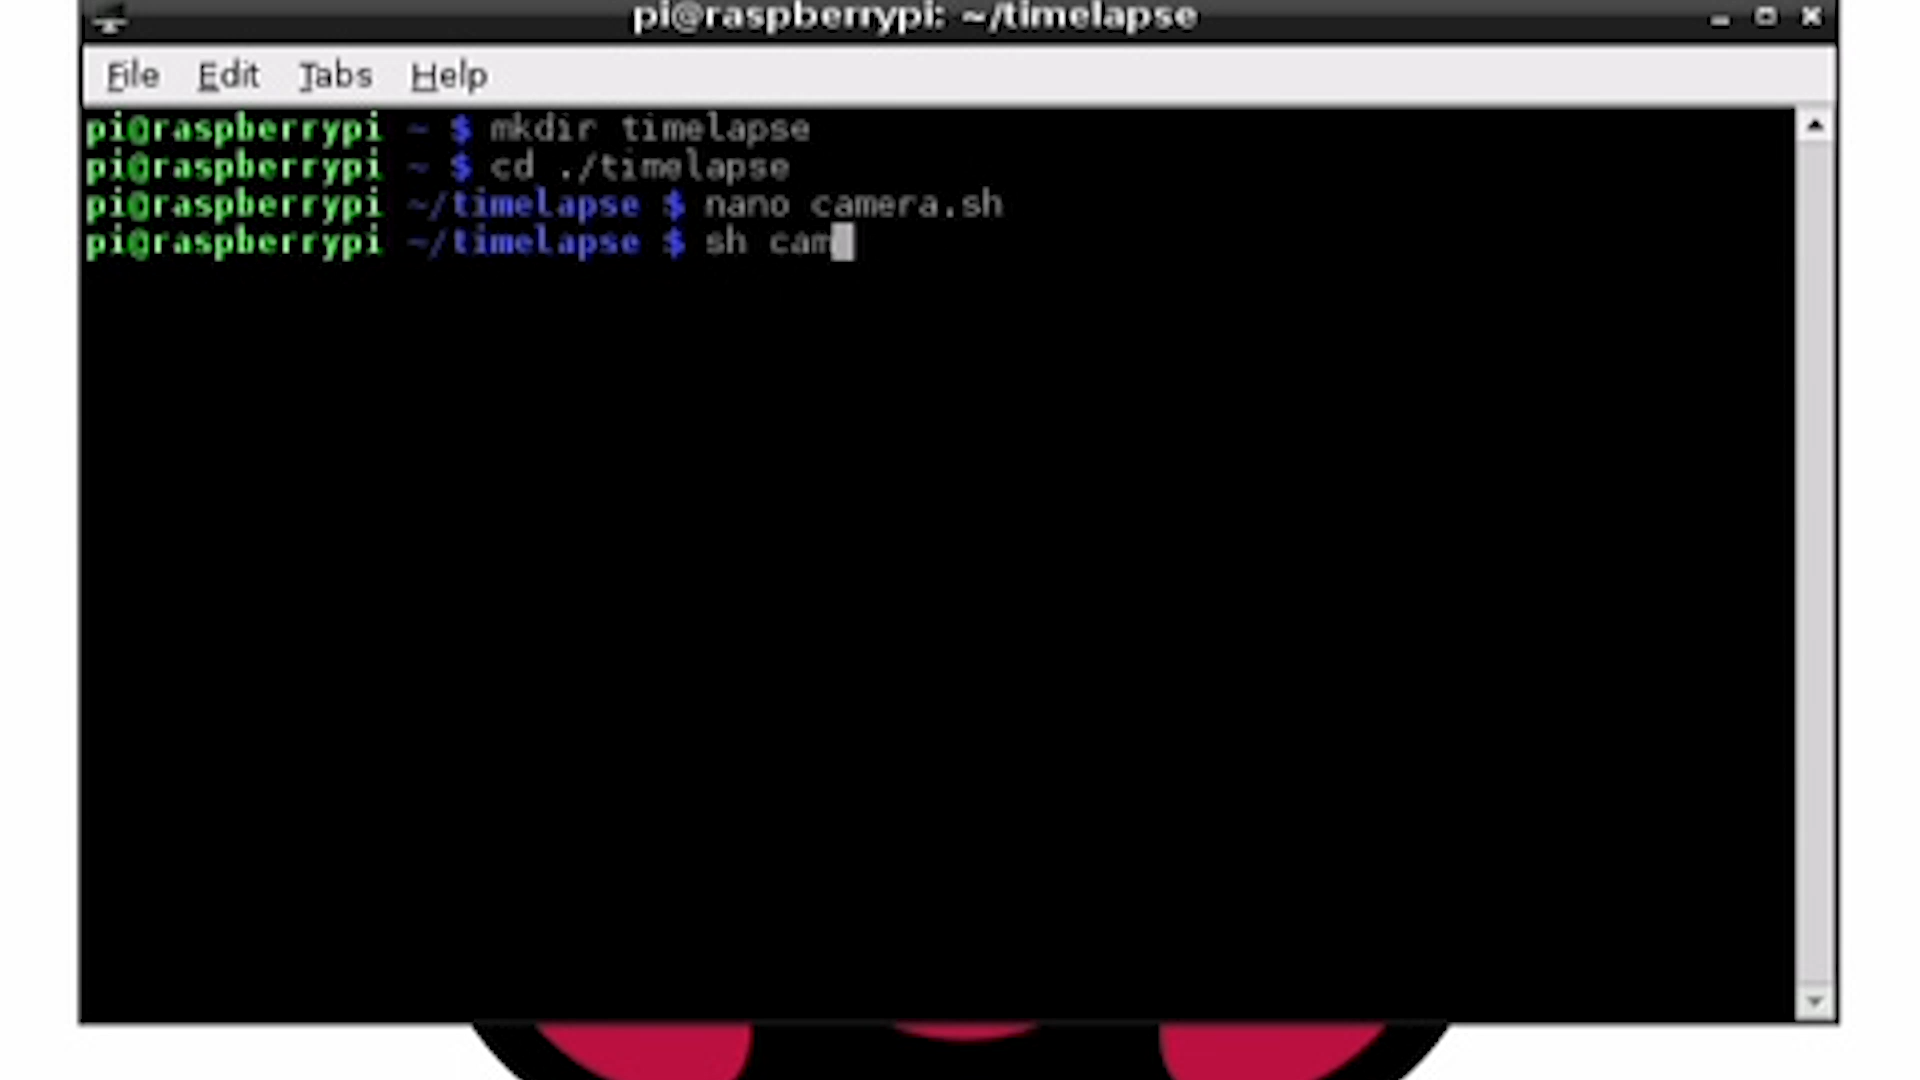 pi@raspberrypi: ~/timelapse
File Edit Tabs Help
pi@raspberrypi ~ $ mkdir timelapse
pi@raspberrypi ~ $ cd ./timelapse
pi@raspberrypi ~/timelapse $ nano camera.sh
pi@raspberrypi ~/timelapse $ sh cam